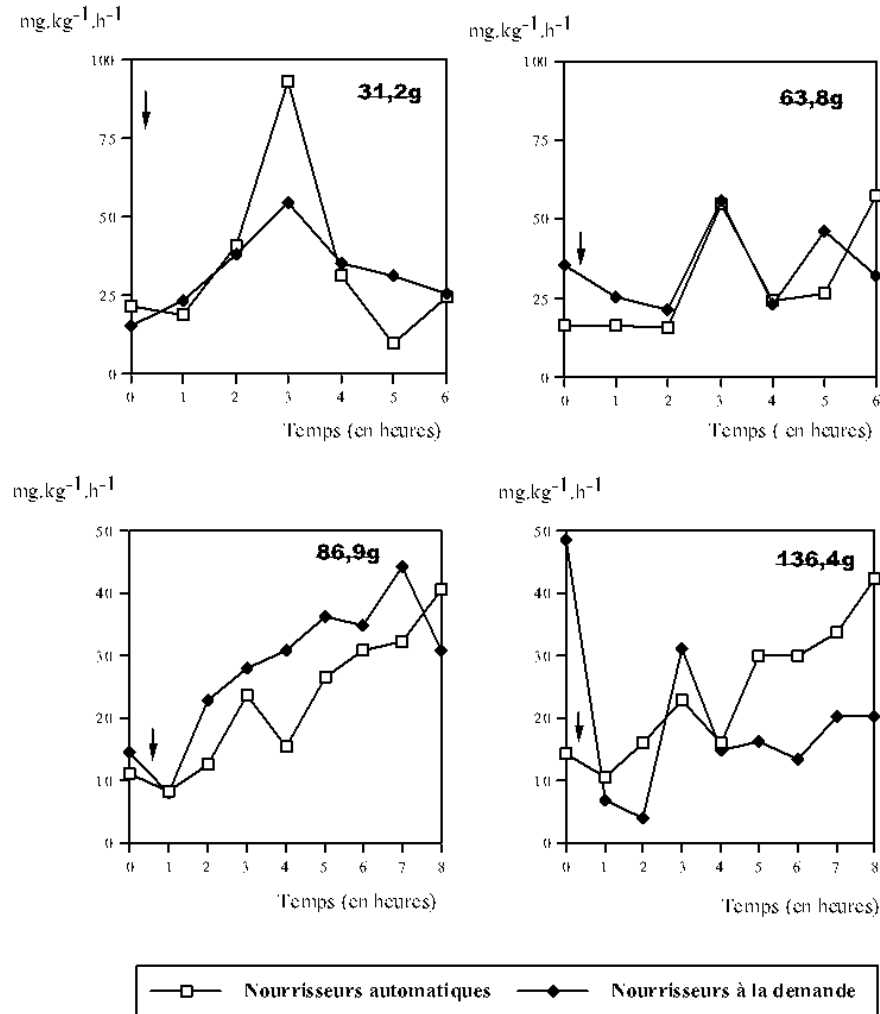 mg.kg-1.h-1
100
75
50
25
0
31,2g
0 1 2 3 4 5 6
Temps (en heures)
mg.kg-1.h-1
100
75
50
25
0
63,8g
0 1 2 3 4 5 6
Temps ( en heures)
mg.kg-1.h-1
50
40
30
20
10
0
86,9g
0 1 2 3 4 5 6 7 8
Temps (en heures)
mg.kg-1.h-1
50
40
30
20
10
0
136,4g
0 1 2 3 4 5 6 7 8
Temps (en heures)
Nourrisseurs automatiques Nourrisseurs à la demande